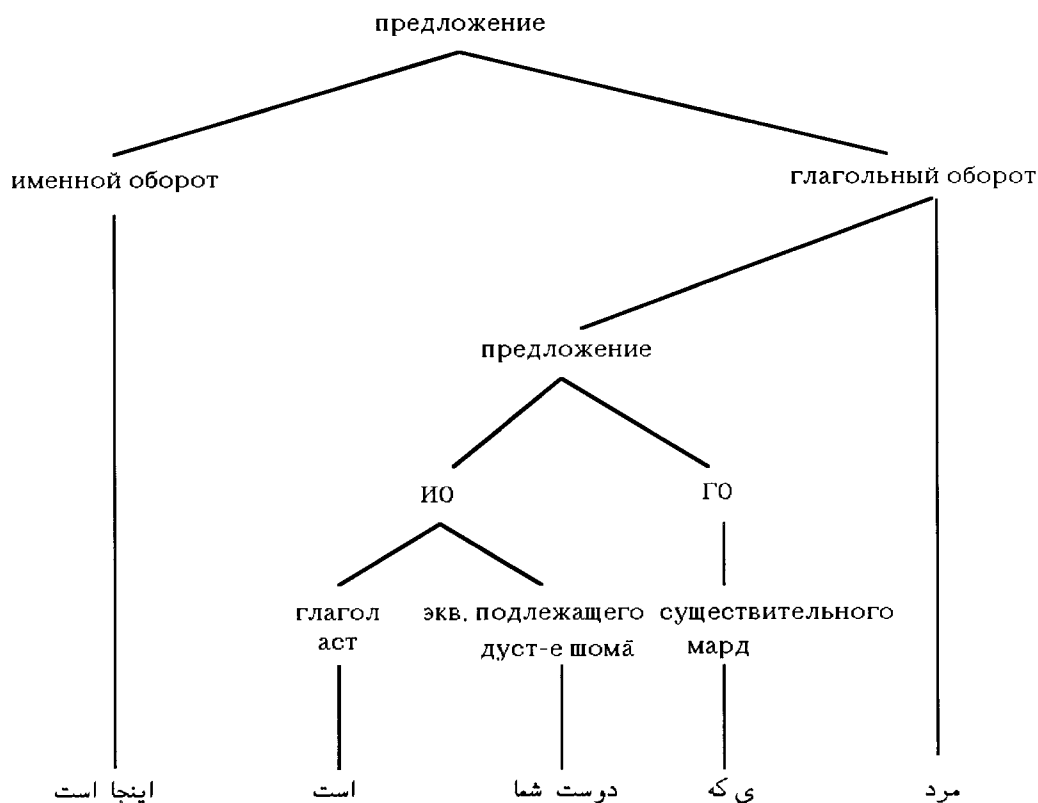 предложение
именной оборот
глагольный оборот
предложение
ИО
ГО
глагол
аст
экв. подлежащего
дуст-е шомā
существительного
мард
اینجا است
است
دوست شما
ی که
مرد